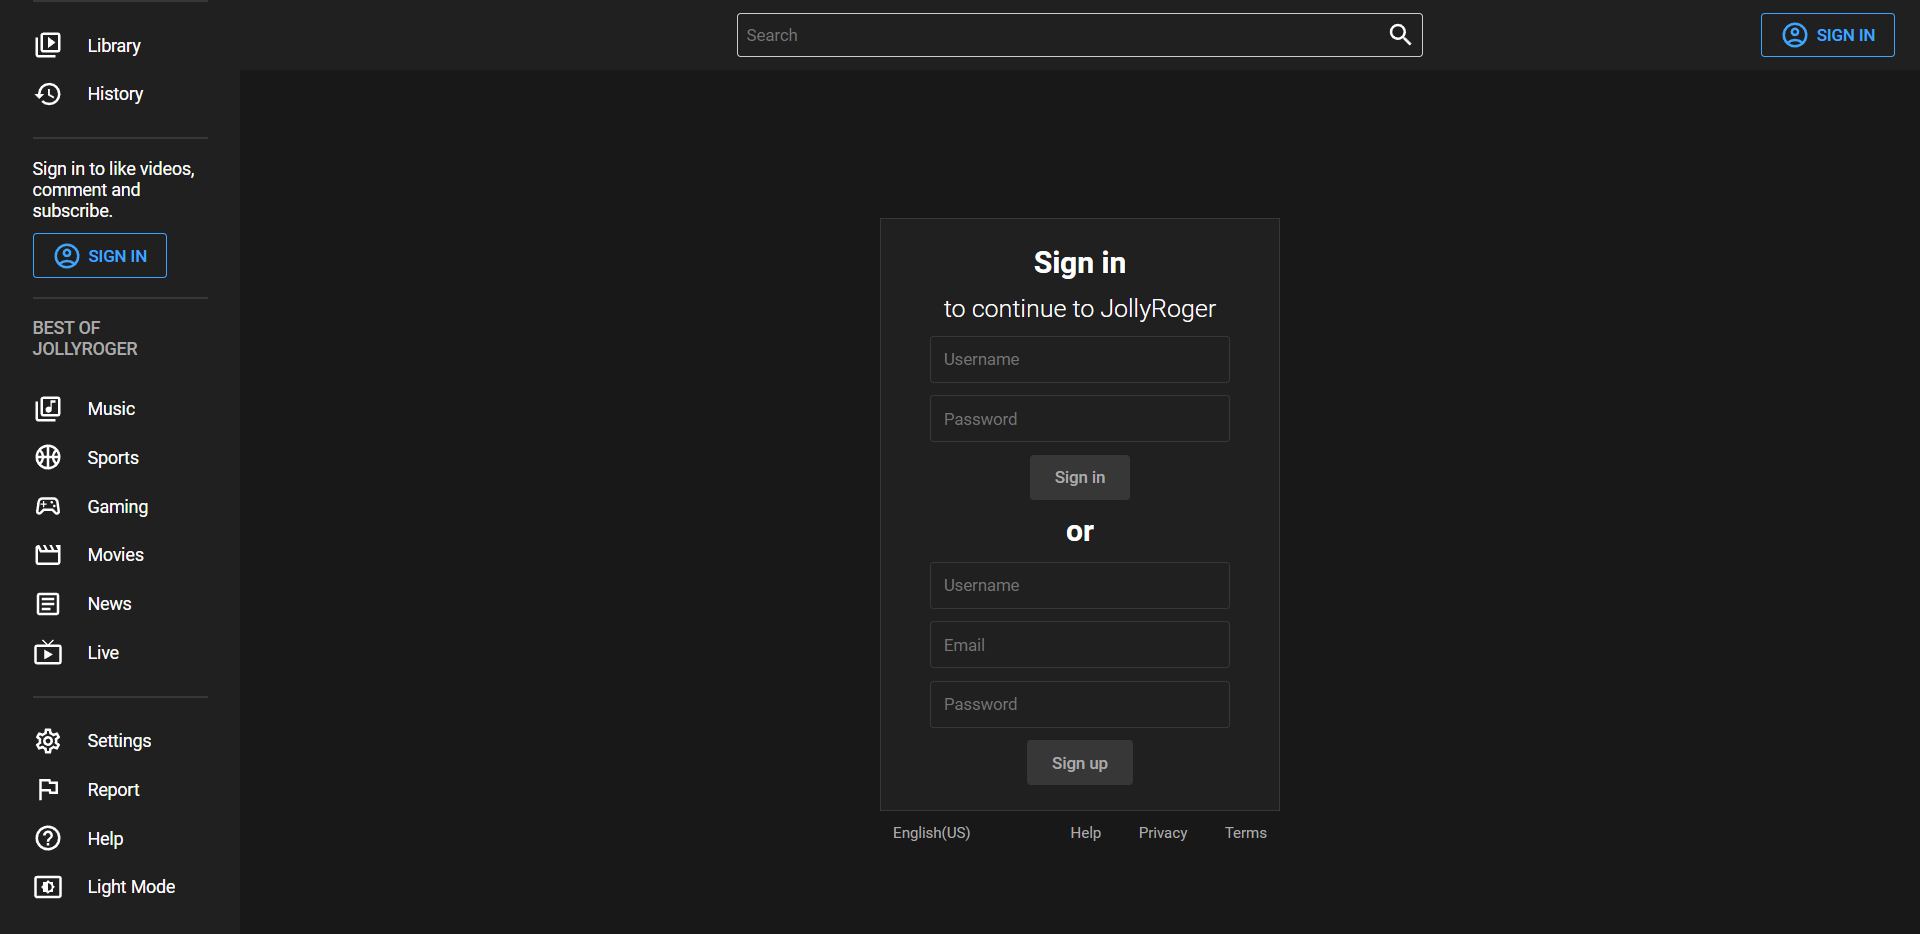 Search
SIGN IN
Library
History
Sign in to like videos,
comment and
subscribe.
SIGN IN
BEST OF
JOLLYROGER
Music
Sports
Gaming
Movies
News
Live
Settings
Report
Help
Light Mode
Sign in
to continue to JollyRoger
Username
Password
Sign in
or
Username
Email
Password
Sign up
English(US) Help Privacy Terms